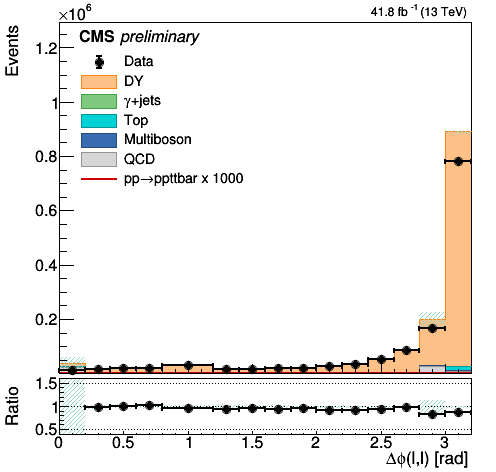 ×10⁶
41.8 fb⁻¹ (13 TeV)
Events
CMS preliminary
Data
DY
γ+jets
Top
Multiboson
QCD
pp→ppttbar x 1000
1.2
1
0.8
0.6
0.4
0.2
Ratio
1.5
1
0.5
0 0.5 1 1.5 2 2.5 3
Δϕ(l,l) [rad]